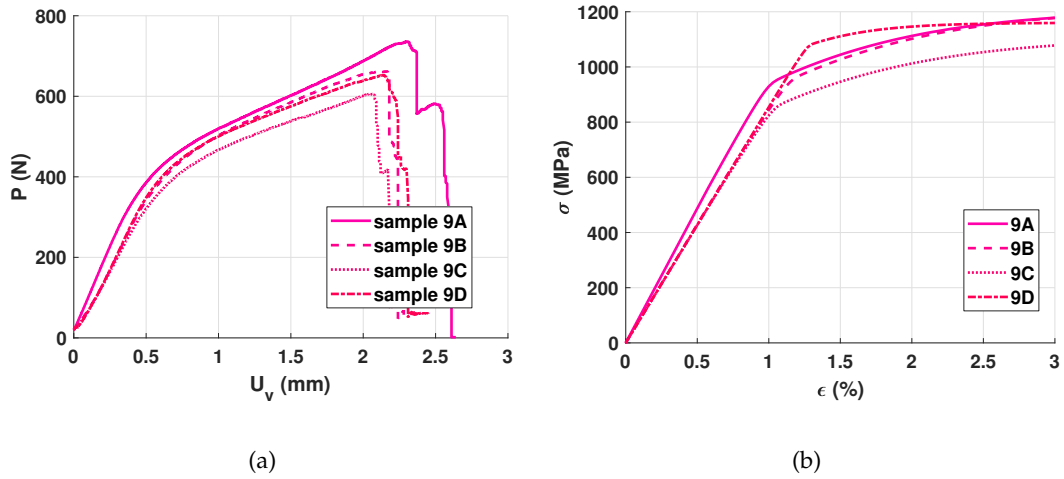 800
600
400
200
0
P (N)
0
0.5
1
1.5
2
2.5
3
U_v (mm)
sample 9A
sample 9B
sample 9C
sample 9D
(a)
1200
1000
800
600
400
200
0
σ (MPa)
0
0.5
1
1.5
2
2.5
3
ϵ (%)
9A
9B
9C
9D
(b)